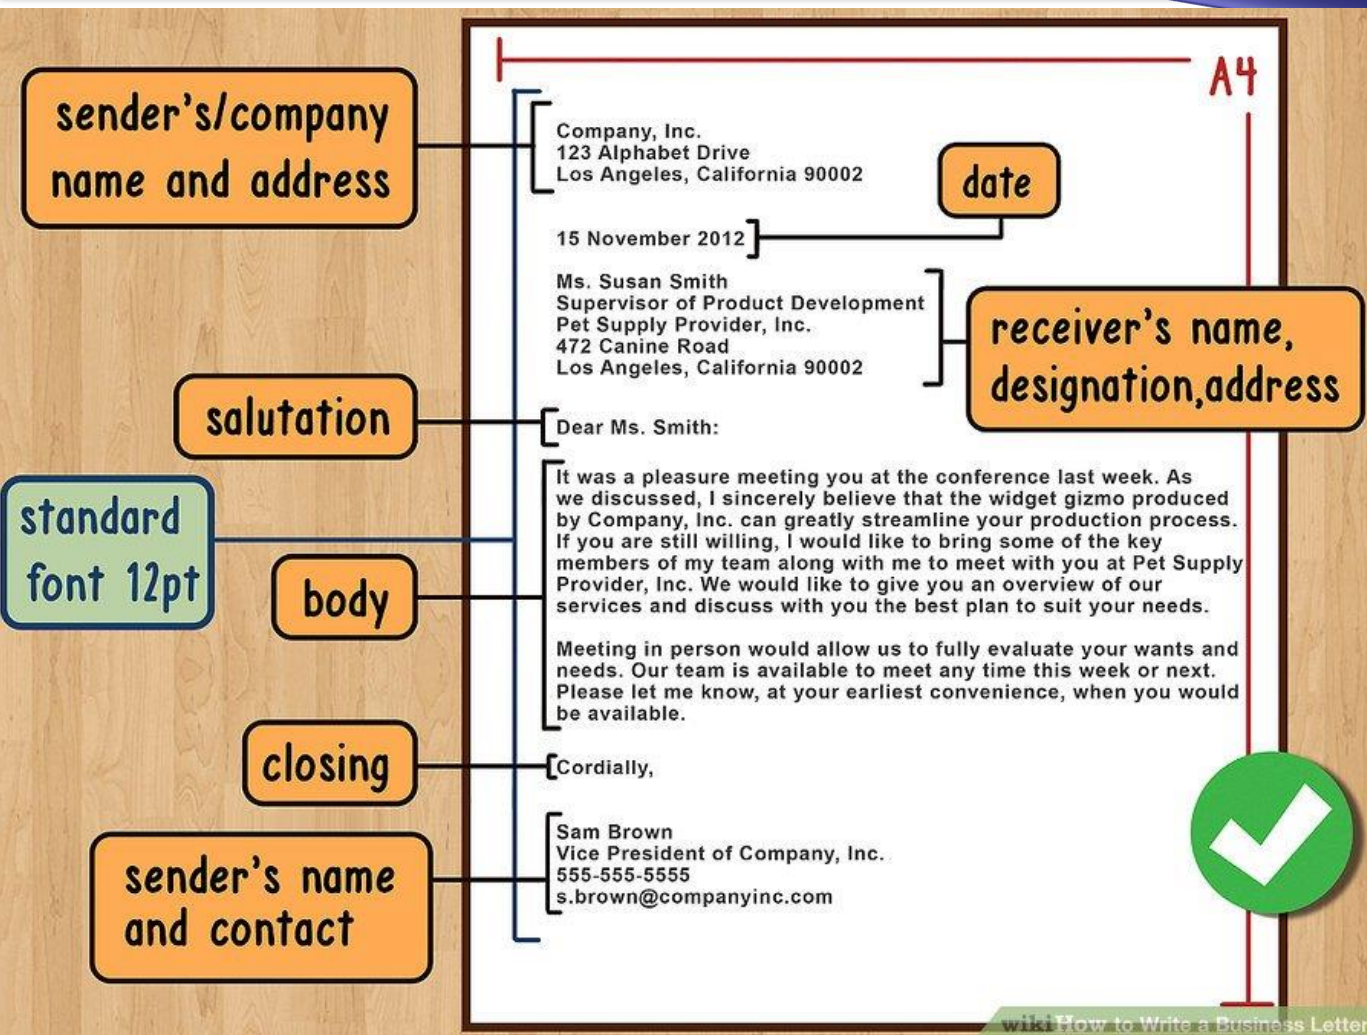 A4
sender's/company
name and address
Company, Inc.
123 Alphabet Drive
Los Angeles, California 90002
date
15 November 2012
Ms. Susan Smith
Supervisor of Product Development
Pet Supply Provider, Inc.
472 Canine Road
Los Angeles, California 90002
receiver's name,
designation,address
salutation
Dear Ms. Smith:
standard
font 12pt
body
It was a pleasure meeting you at the conference last week. As
we discussed, I sincerely believe that the widget gizmo produced
by Company, Inc. can greatly streamline your production process.
If you are still willing, I would like to bring some of the key
members of my team along with me to meet with you at Pet Supply
Provider, Inc. We would like to give you an overview of our
services and discuss with you the best plan to suit your needs.
Meeting in person would allow us to fully evaluate your wants and
needs. Our team is available to meet any time this week or next.
Please let me know, at your earliest convenience, when you would
be available.
closing
Cordially,
sender's name
and contact
Sam Brown
Vice President of Company, Inc.
555-555-5555
s.brown@companyinc.com
wikiHow to Write a Business Letter